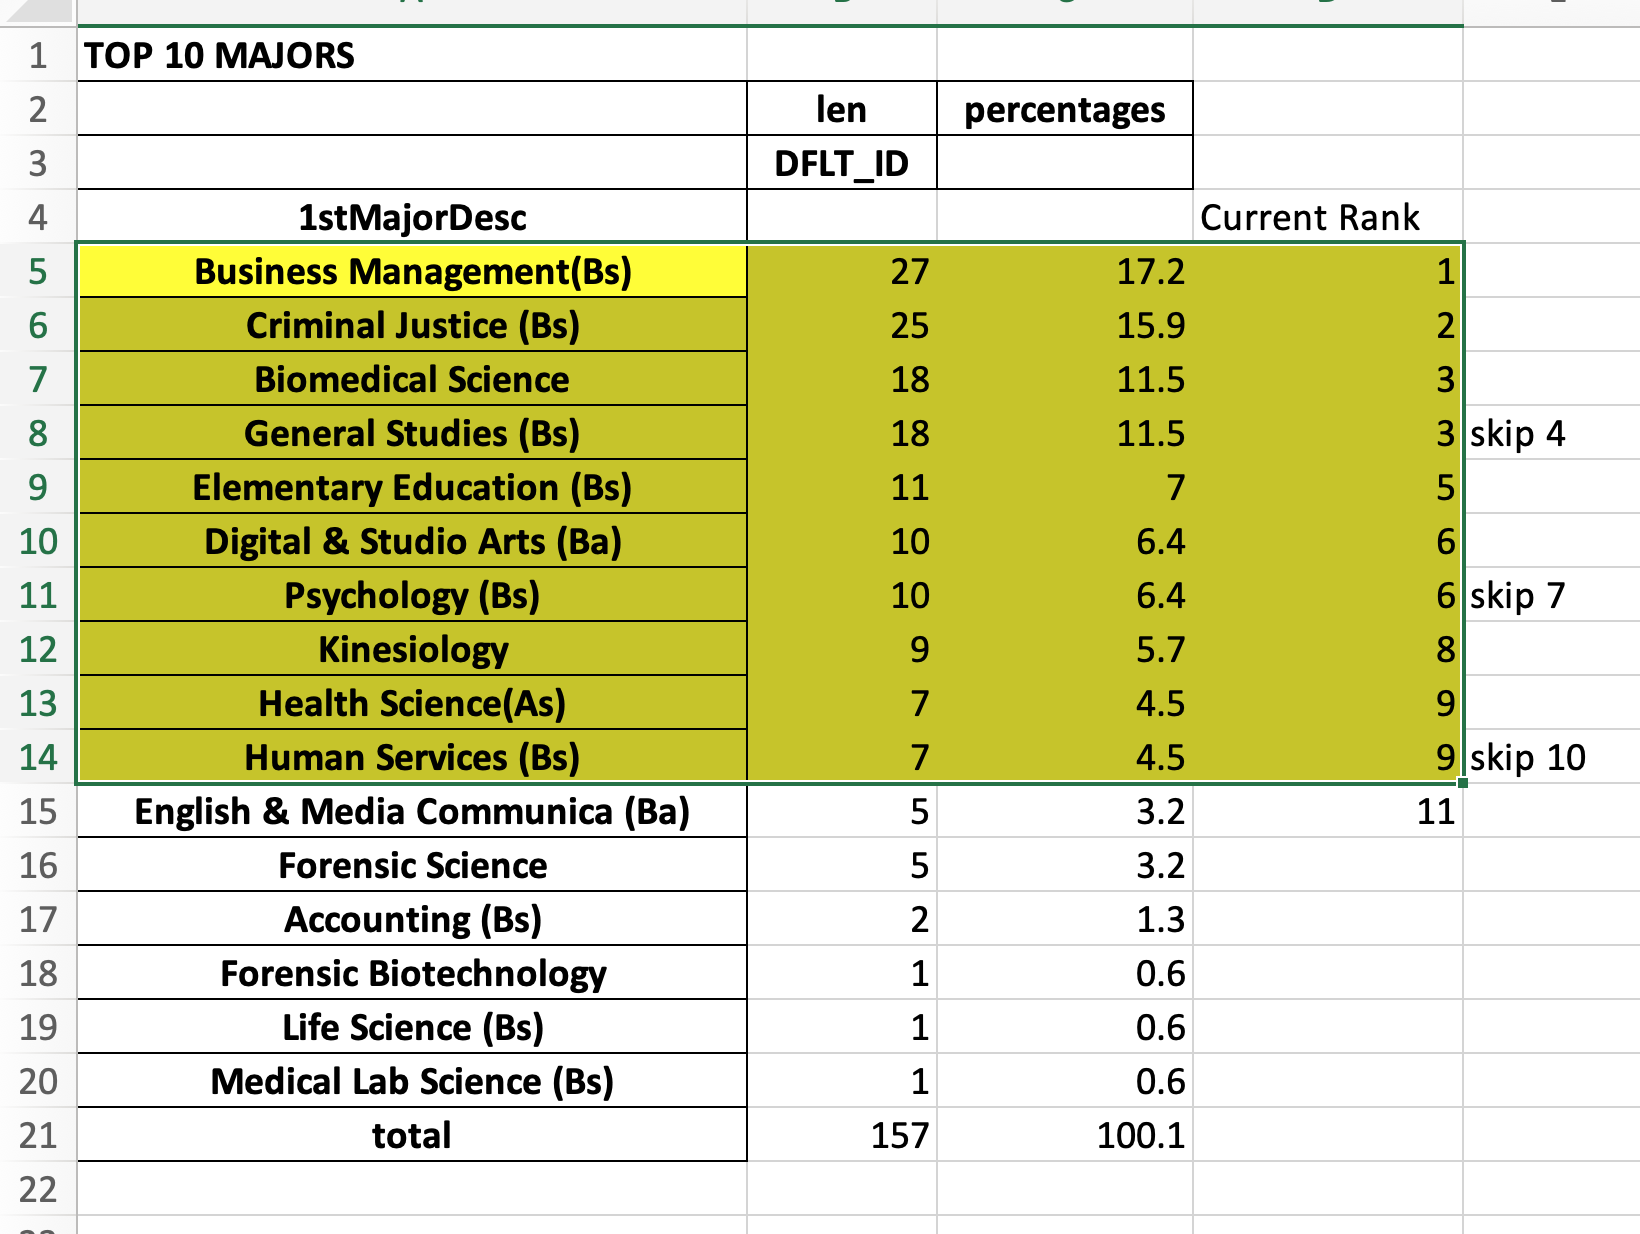 1 TOP 10 MAJORS
2 len percentages
3 DFLT_ID
4 1stMajorDesc Current Rank
5 Business Management(Bs) 27 17.2 1
6 Criminal Justice (Bs) 25 15.9 2
7 Biomedical Science 18 11.5 3
8 General Studies (Bs) 18 11.5 3 skip 4
9 Elementary Education (Bs) 11 7 5
10 Digital & Studio Arts (Ba) 10 6.4 6
11 Psychology (Bs) 10 6.4 6 skip 7
12 Kinesiology 9 5.7 8
13 Health Science(As) 7 4.5 9
14 Human Services (Bs) 7 4.5 9 skip 10
15 English & Media Communica (Ba) 5 3.2 11
16 Forensic Science 5 3.2
17 Accounting (Bs) 2 1.3
18 Forensic Biotechnology 1 0.6
19 Life Science (Bs) 1 0.6
20 Medical Lab Science (Bs) 1 0.6
21 total 157 100.1
22